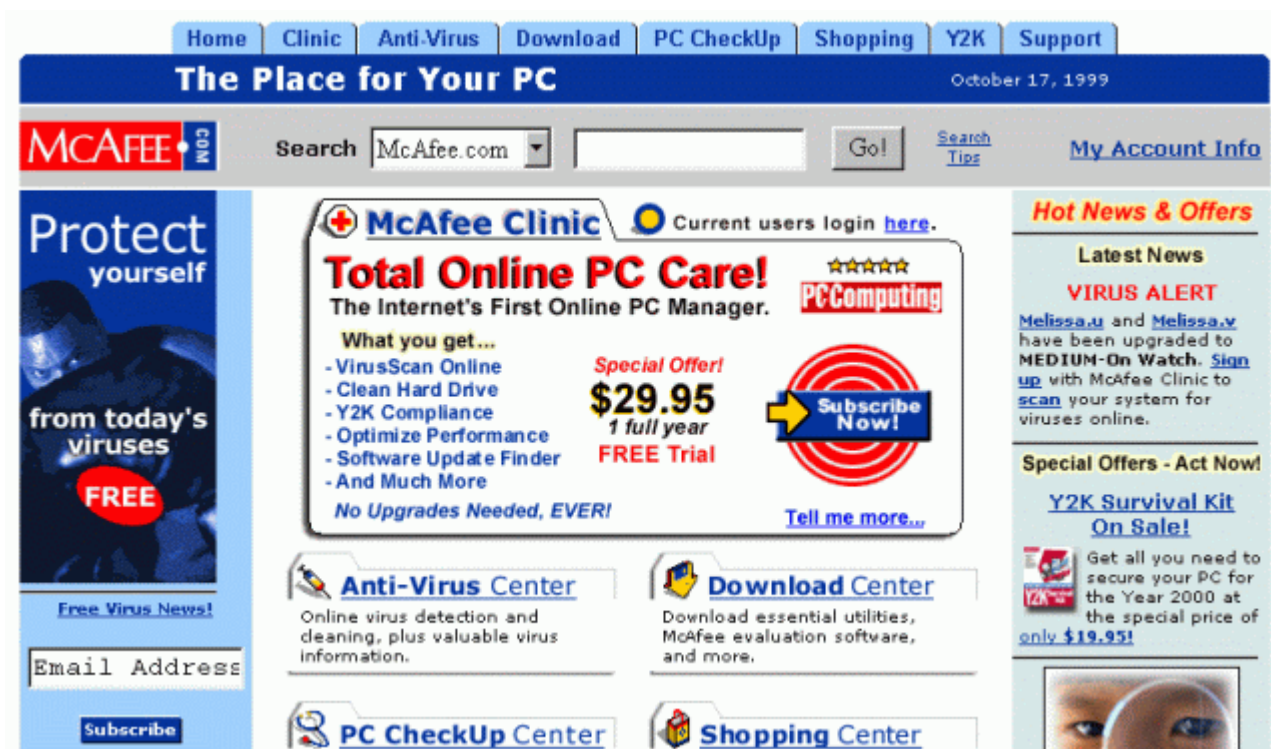 Home Clinic Anti-Virus Download PC CheckUp Shopping Y2K Support
The Place for Your PC
October 17, 1999
McAFEE.COM
Search
McAfee.com
Go!
Search
Tips
My Account Info
Protect
yourself
from today's
viruses
FREE
Free Virus News!
Email Address
Subscribe
McAfee Clinic
Current users login here.
Total Online PC Care!
The Internet's First Online PC Manager.
PCComputing
What you get...
- VirusScan Online
- Clean Hard Drive
- Y2K Compliance
- Optimize Performance
- Software Update Finder
- And Much More
No Upgrades Needed, EVER!
Special Offer!
$29.95
1 full year
FREE Trial
Subscribe
Now!
Tell me more...
Anti-Virus Center
Online virus detection and
cleaning, plus valuable virus
information.
Download Center
Download essential utilities,
McAfee evaluation software,
and more.
PC CheckUp Center
Shopping Center
Hot News & Offers
Latest News
VIRUS ALERT
Melissa.u and Melissa.v
have been upgraded to
MEDIUM-On Watch. Sign
up with McAfee Clinic to
scan your system for
viruses online.
Special Offers - Act Now!
Y2K Survival Kit
On Sale!
Get all you need to
secure your PC for
the Year 2000 at
the special price of
only $19.95!